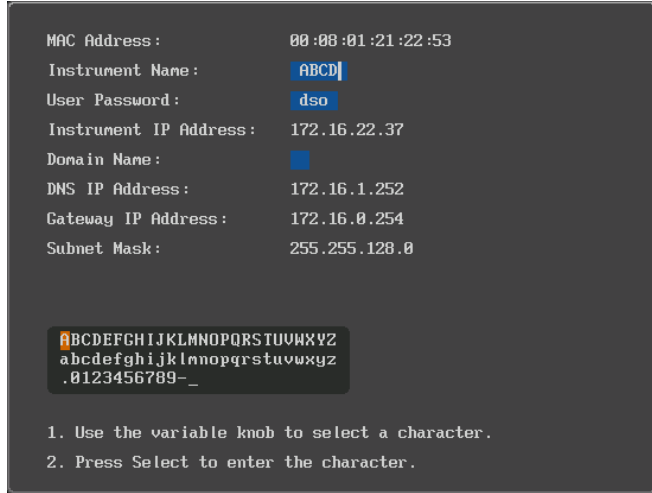 MAC Address: 00:08:01:21:22:53
Instrument Name: ABCD
User Password: dso
Instrument IP Address: 172.16.22.37
Domain Name:
DNS IP Address: 172.16.1.252
Gateway IP Address: 172.16.0.254
Subnet Mask: 255.255.128.0
ABCDEFGHIJKLMNOPQRSTUVWXYZ
abcdefghijklmnopqrstuvwxyz
.0123456789-_
1. Use the variable knob to select a character.
2. Press Select to enter the character.